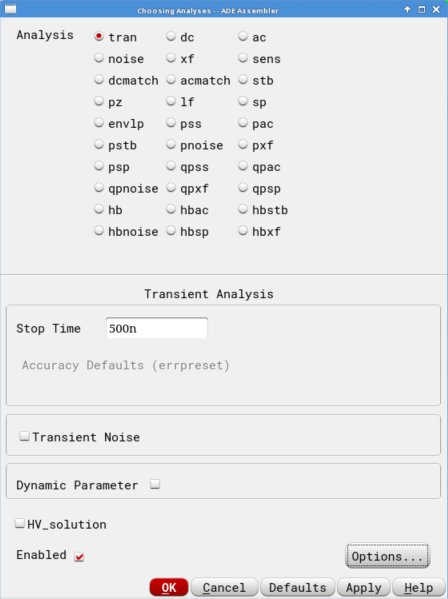 Choosing Analyses -- ADE Assembler
Analysis tran dc ac
noise xf sens
dcmatch acmatch stb
pz lf sp
envlp pss pac
pstb pnoise pxf
psp qpss qpac
qpnoise qpxf qpsp
hb hbac hbstb
hbnoise hbsp hbxf
Transient Analysis
Stop Time 500n
Accuracy Defaults (errpreset)
Transient Noise
Dynamic Parameter
HV_solution
Enabled Options...
OK Cancel Defaults Apply Help